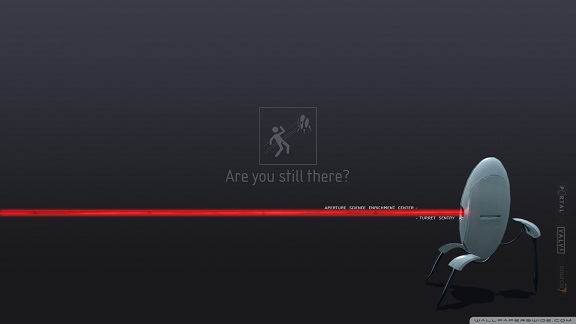 Are you still there?
APERTURE SCIENCE ENRICHMENT CENTER -
- TURRET SENTRY
PORTAL
VALVE
WALLPAPERSWIDE.COM